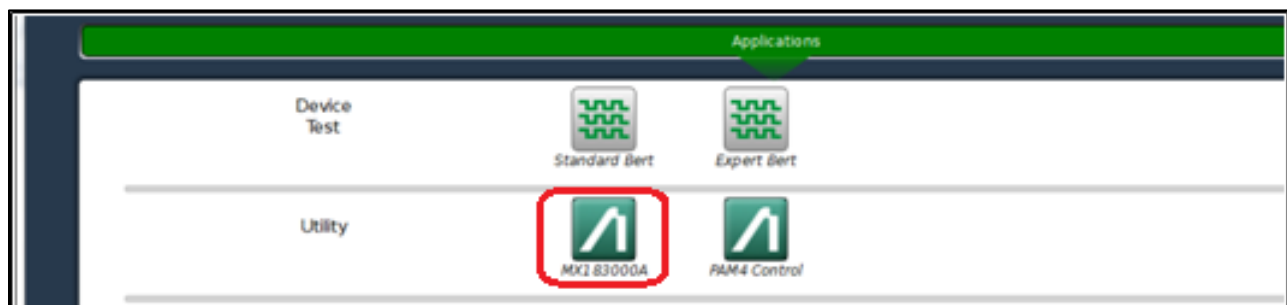 Applications
Device
Test
Standard Bert
Expert Bert
Utility
MX183000A
PAM4 Control